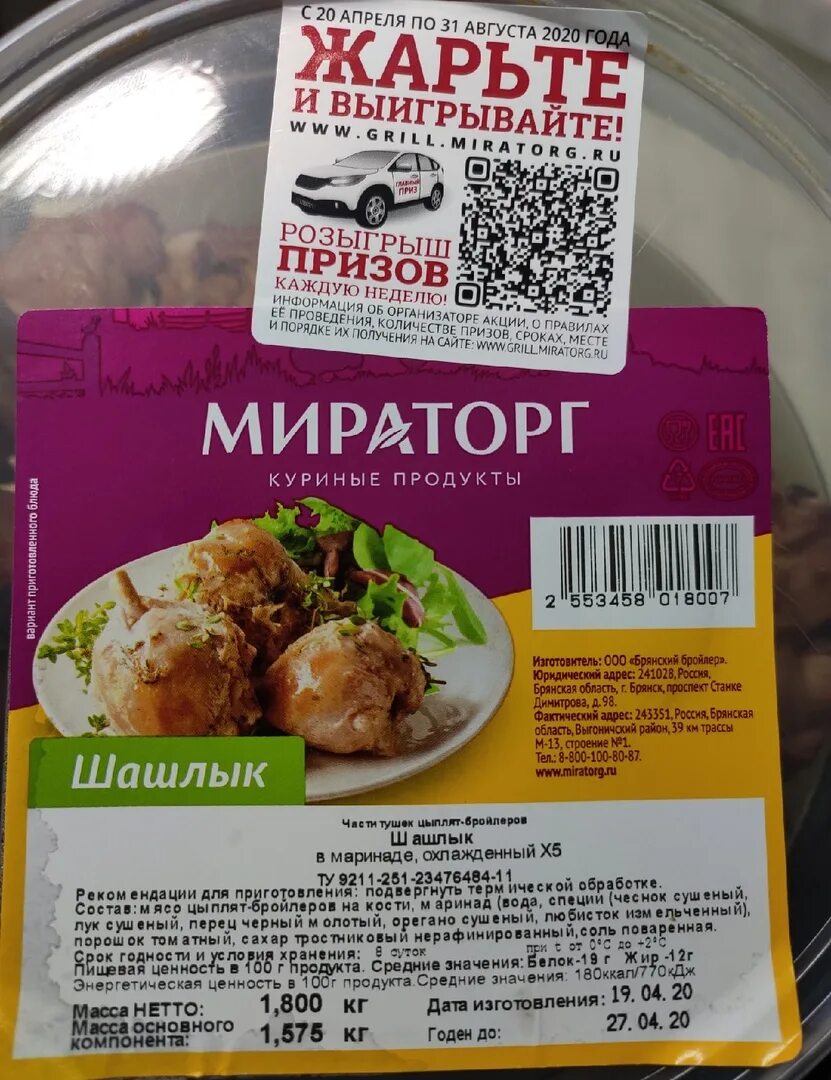 С 20 АПРЕЛЯ ПО 31 АВГУСТА 2020 ГОДА
ЖАРЬТЕ
И ВЫИГРЫВАЙТЕ!
WWW.GRILL.MIRATORG.RU
ГЛАВНЫЙ
ПРИЗ
РОЗЫГРЫШ
ПРИЗОВ
КАЖДУЮ НЕДЕЛЮ!
ИНФОРМАЦИЯ ОБ ОРГАНИЗАТОРЕ АКЦИИ, О ПРАВИЛАХ
ЕЁ ПРОВЕДЕНИЯ, КОЛИЧЕСТВЕ ПРИЗОВ, СРОКАХ, МЕСТЕ
И ПОРЯДКЕ ИХ ПОЛУЧЕНИЯ НА САЙТЕ: WWW.GRILL.MIRATORG.RU
МИРАТОРГ
КУРИНЫЕ ПРОДУКТЫ
527
EAC
вариант приготовленного блюда
2 553458 018007
Изготовитель: ООО «Брянский бройлер».
Юридический адрес: 241028, Россия,
Брянская область, г. Брянск, проспект Станке
Димитрова, д.98.
Фактический адрес: 243351, Россия, Брянская
область, Выгоничский район, 39 км трассы
М-13, строение №1.
Тел.: 8-800-100-80-87.
www.miratorg.ru
Шашлык
Части тушек цыплят-бройлеров
Шашлык
в маринаде, охлажденный Х5
ТУ 9211-251-23476484-11
Рекомендации для приготовления: подвергнуть термической обработке.
Состав: мясо цыплят-бройлеров на кости, маринад (вода, специи (чеснок сушеный,
лук сушеный, перец черный молотый, орегано сушеный, любисток измельченный),
порошок томатный, сахар тростниковый нерафинированный,соль поваренная.
Срок годности и условия хранения: 8 суток при t от 0°С до +2°С
Пищевая ценность в 100 г продукта. Средние значения: Белок-19 г Жир -12г
Энергетическая ценность в 100г продукта.Средние значения: 180ккал/770кДж
Масса НЕТТО: 1,800 кг Дата изготовления: 19. 04. 20
Масса основного
компонента: 1,575 кг Годен до: 27. 04. 20